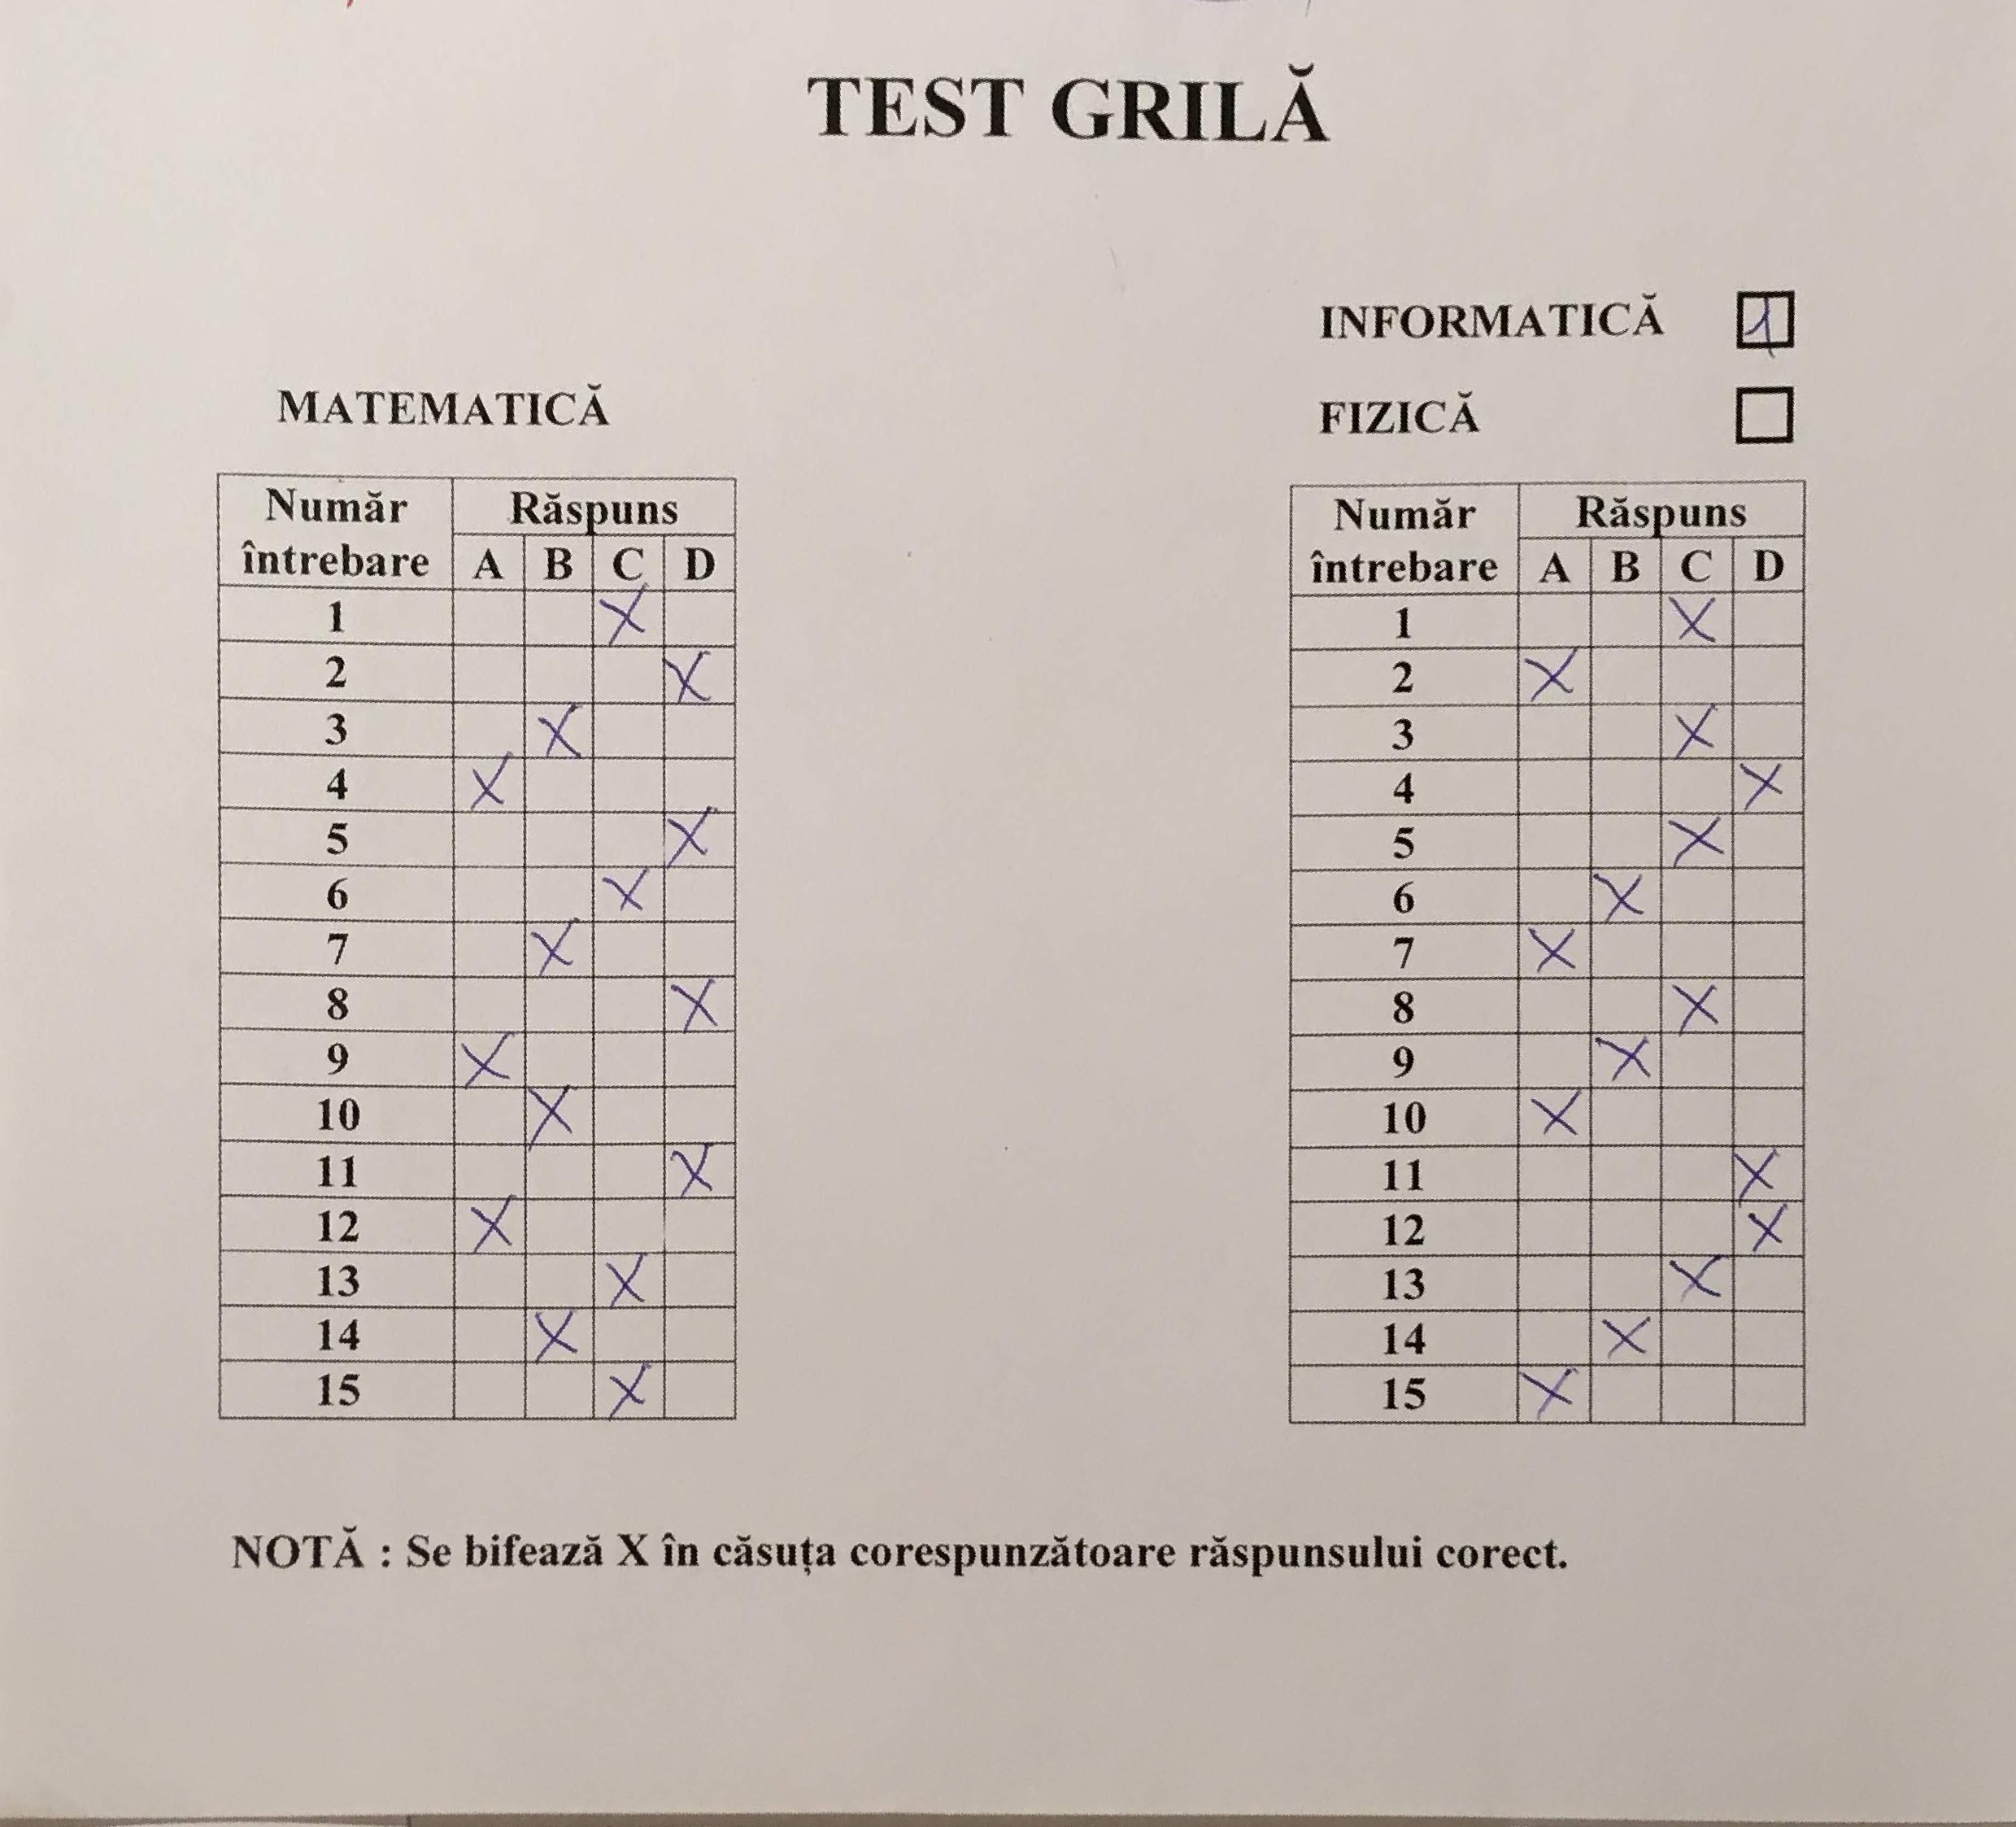 TEST GRILĂ
INFORMATICĂ 1
FIZICĂ
MATEMATICĂ
Număr întrebare Răspuns
A B C D
1 X
2 X
3 X
4 X
5 X
6 X
7 X
8 X
9 X
10 X
11 X
12 X
13 X
14 X
15 X
Număr întrebare Răspuns
A B C D
1 X
2 X
3 X
4 X
5 X
6 X
7 X
8 X
9 X
10 X
11 X
12 X
13 X
14 X
15 X
NOTĂ : Se bifează X în căsuța corespunzătoare răspunsului corect.